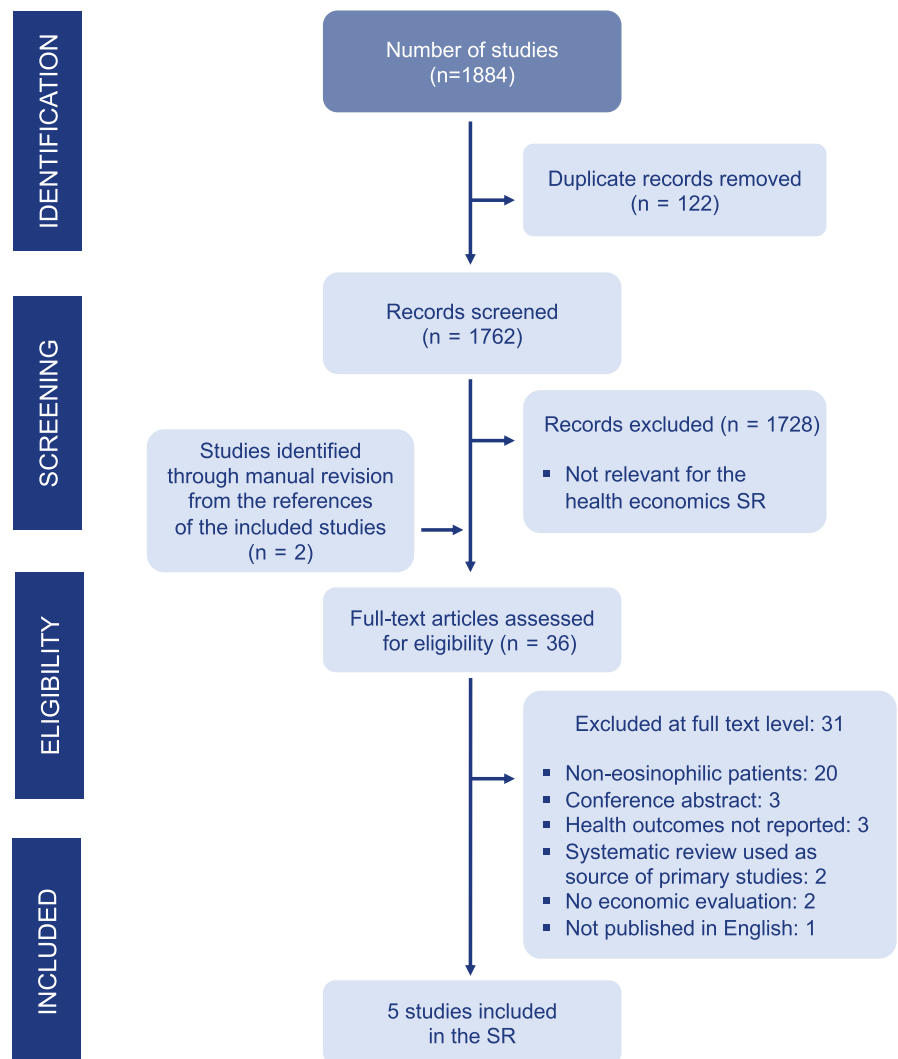 IDENTIFICATION
Number of studies
(n=1884)
Duplicate records removed
(n = 122)
SCREENING
Records screened
(n = 1762)
Records excluded (n = 1728)
▪ Not relevant for the
health economics SR
Studies identified
through manual revision
from the references
of the included studies
(n = 2)
ELIGIBILITY
Full-text articles assessed
for eligibility (n = 36)
Excluded at full text level: 31
▪ Non-eosinophilic patients: 20
▪ Conference abstract: 3
▪ Health outcomes not reported: 3
▪ Systematic review used as
source of primary studies: 2
▪ No economic evaluation: 2
▪ Not published in English: 1
INCLUDED
5 studies included
in the SR